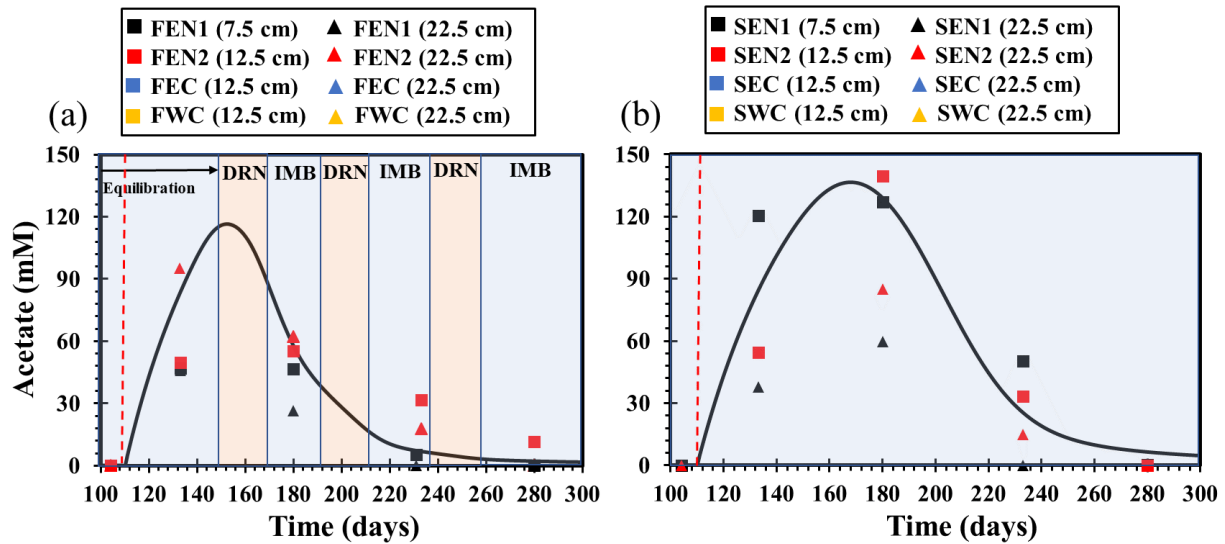 FEN1 (7.5 cm) FEN1 (22.5 cm)
FEN2 (12.5 cm) FEN2 (22.5 cm)
FEC (12.5 cm) FEC (22.5 cm)
FWC (12.5 cm) FWC (22.5 cm)
(a)
150 DRN IMB DRN IMB DRN IMB
Equilibration
120
90
60
30
0
Acetate (mM)
100 120 140 160 180 200 220 240 260 280 300
Time (days)
SEN1 (7.5 cm) SEN1 (22.5 cm)
SEN2 (12.5 cm) SEN2 (22.5 cm)
SEC (12.5 cm) SEC (22.5 cm)
SWC (12.5 cm) SWC (22.5 cm)
(b)
150
120
90
60
30
0
100 120 140 160 180 200 220 240 260 280 300
Time (days)